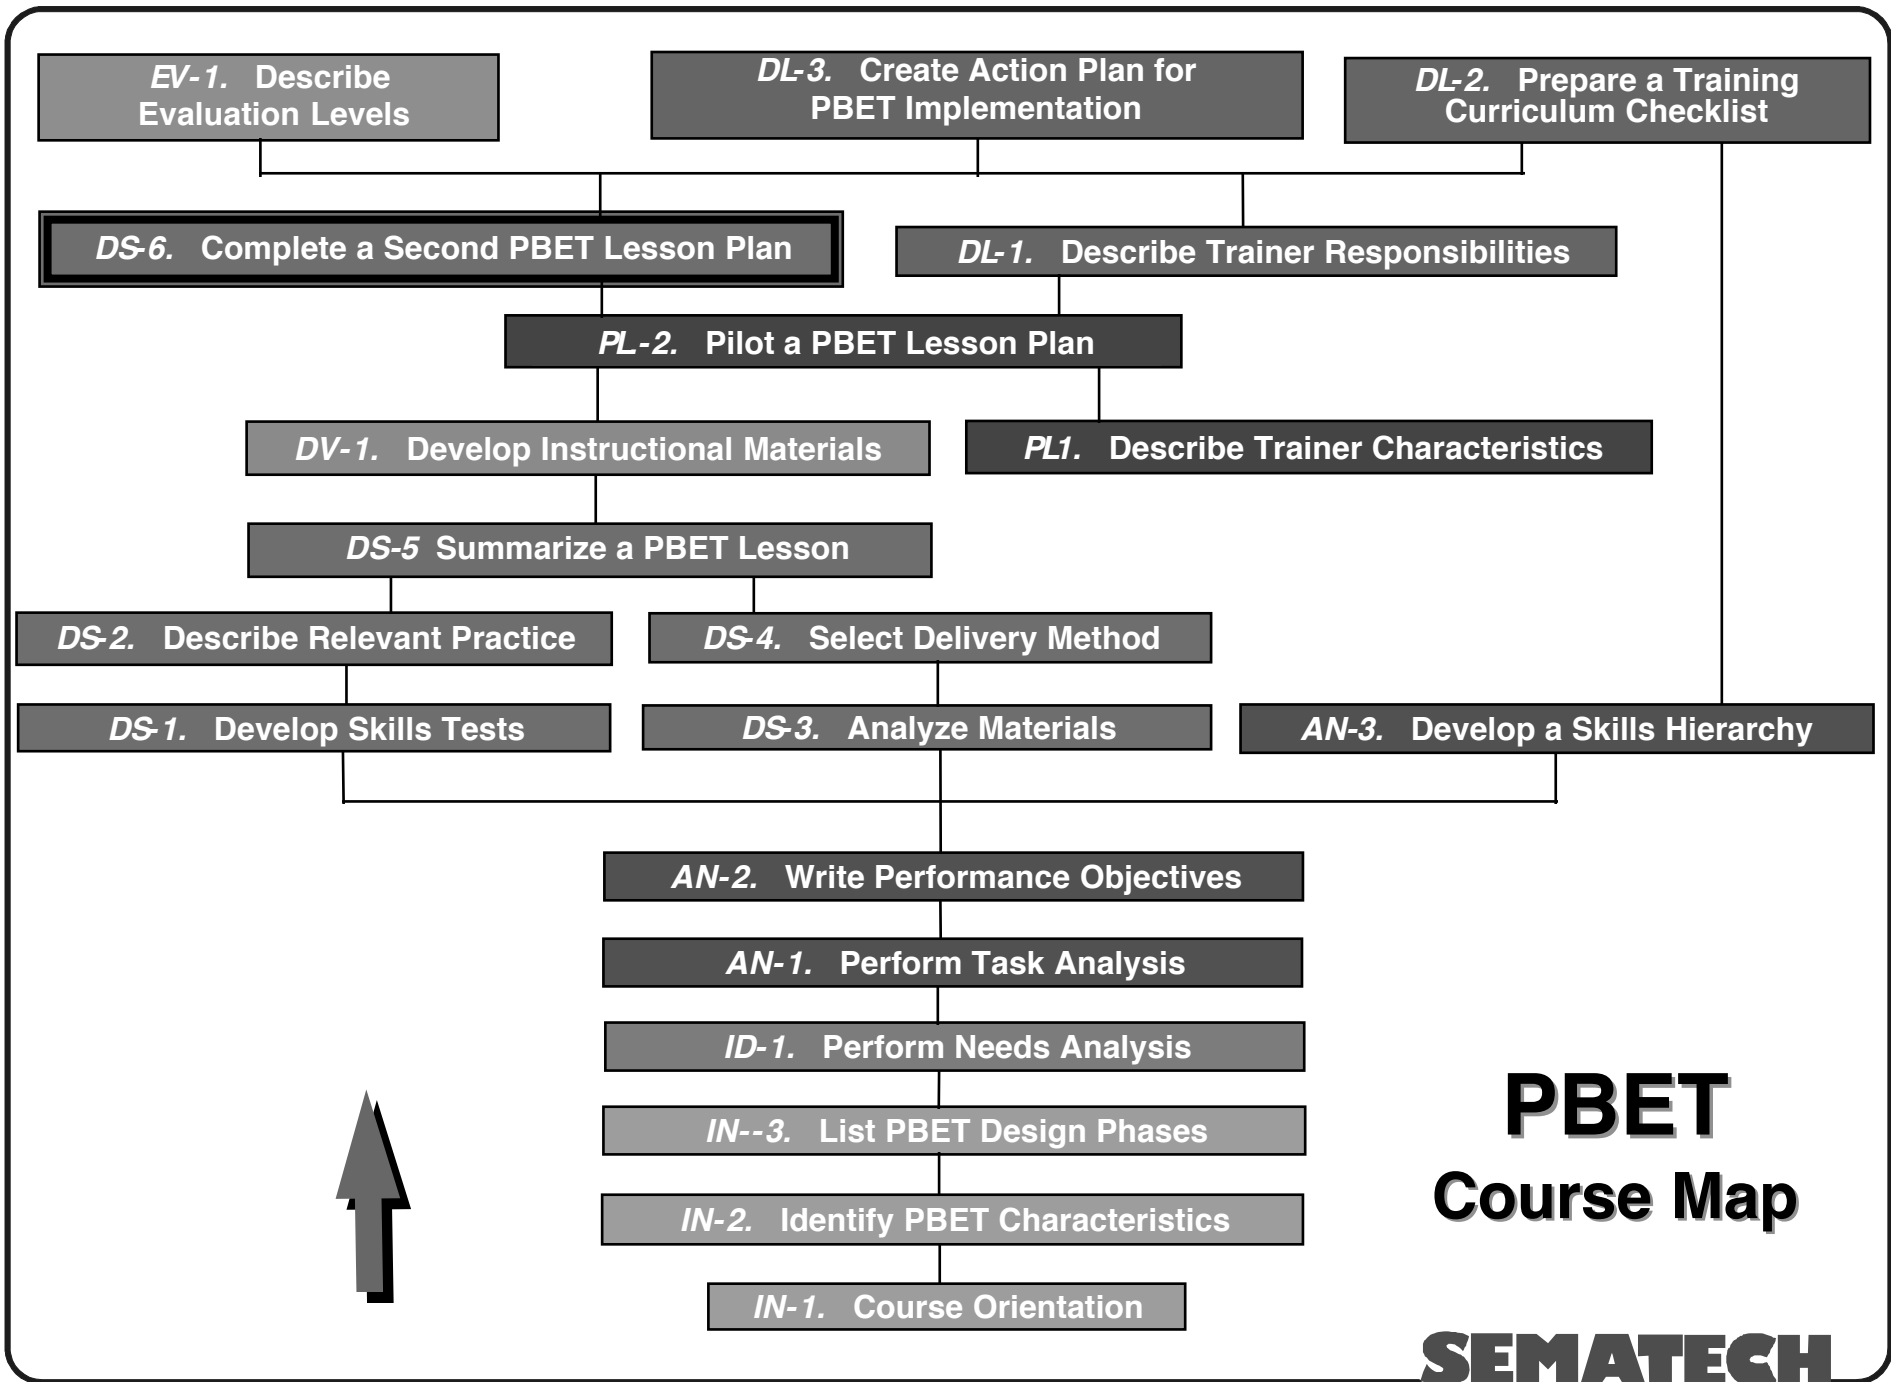 EV-1. Describe
Evaluation Levels
DL-3. Create Action Plan for
PBET Implementation
DL-2. Prepare a Training
Curriculum Checklist
DS-6. Complete a Second PBET Lesson Plan
DL-1. Describe Trainer Responsibilities
PL-2. Pilot a PBET Lesson Plan
DV-1. Develop Instructional Materials
PL1. Describe Trainer Characteristics
DS-5 Summarize a PBET Lesson
DS-2. Describe Relevant Practice
DS-4. Select Delivery Method
DS-1. Develop Skills Tests
DS-3. Analyze Materials
AN-3. Develop a Skills Hierarchy
AN-2. Write Performance Objectives
AN-1. Perform Task Analysis
ID-1. Perform Needs Analysis
IN--3. List PBET Design Phases
IN-2. Identify PBET Characteristics
IN-1. Course Orientation
PBET
Course Map
SEMATECH